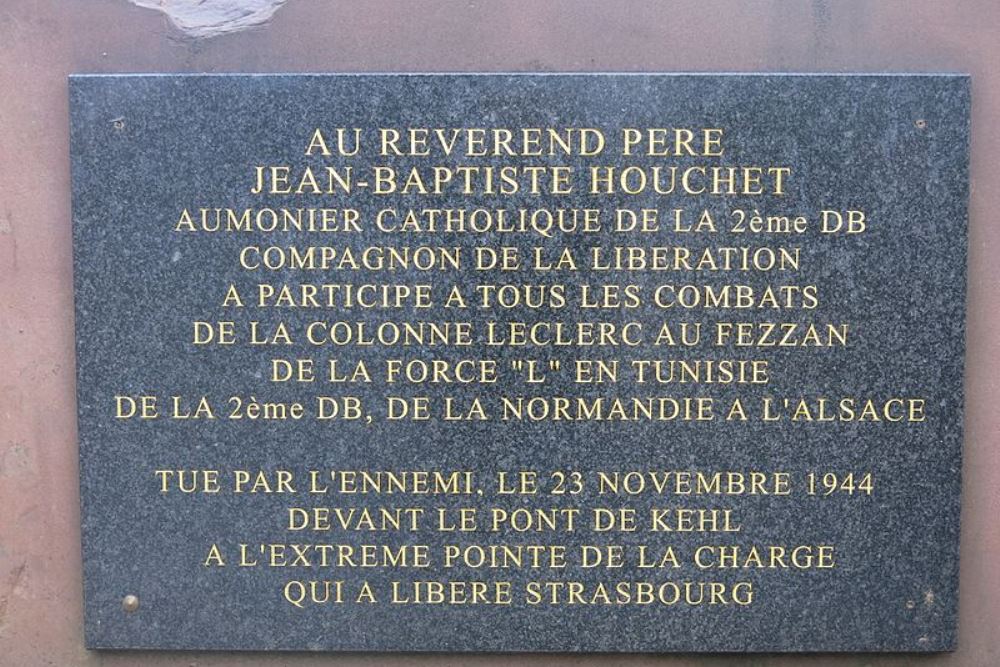 AU REVEREND PERE
JEAN-BAPTISTE HOUCHET
AUMONIER CATHOLIQUE DE LA 2ème DB
COMPAGNON DE LA LIBERATION
A PARTICIPE A TOUS LES COMBATS
DE LA COLONNE LECLERC AU FEZZAN
DE LA FORCE "L" EN TUNISIE
DE LA 2ème DB, DE LA NORMANDIE A L'ALSACE
TUE PAR L'ENNEMI, LE 23 NOVEMBRE 1944
DEVANT LE PONT DE KEHL
A L'EXTREME POINTE DE LA CHARGE
QUI A LIBERE STRASBOURG